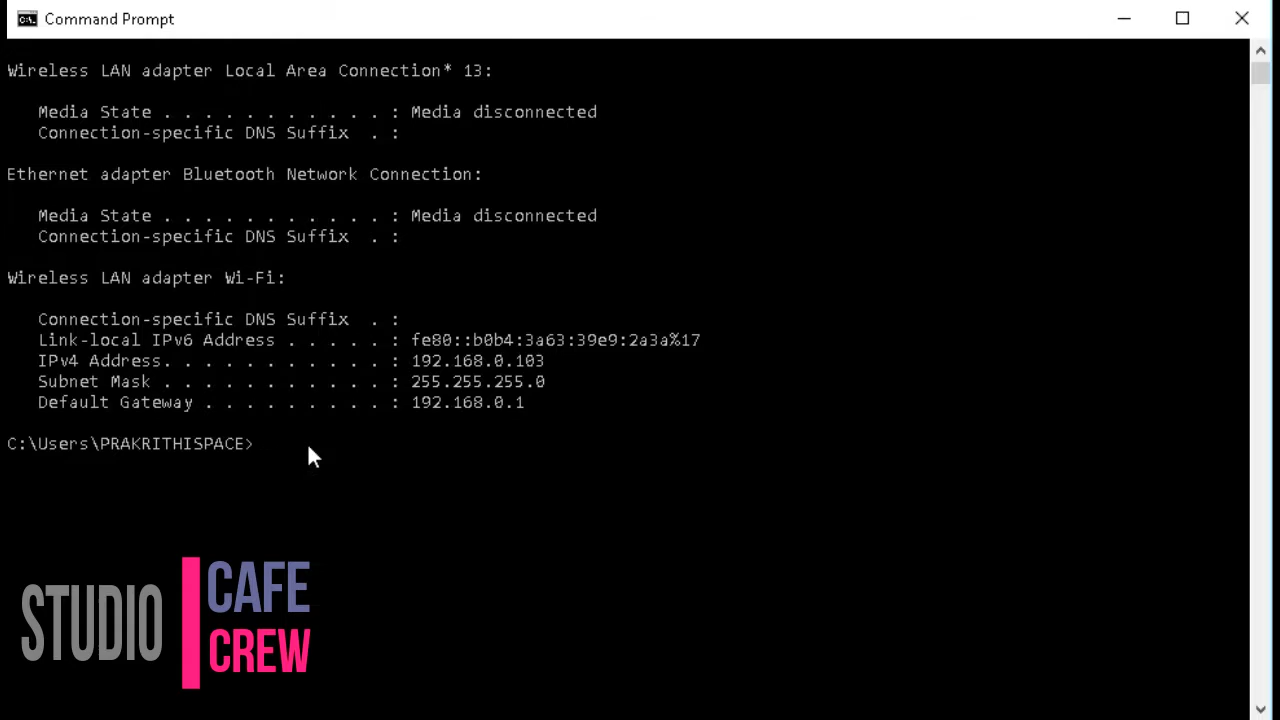 Command Prompt
Wireless LAN adapter Local Area Connection* 13:
Media State . . . . . . . . . . . : Media disconnected
Connection-specific DNS Suffix  . :
Ethernet adapter Bluetooth Network Connection:
Media State . . . . . . . . . . . : Media disconnected
Connection-specific DNS Suffix  . :
Wireless LAN adapter Wi-Fi:
Connection-specific DNS Suffix  . :
Link-local IPv6 Address . . . . . : fe80::b0b4:3a63:39e9:2a3a%17
IPv4 Address. . . . . . . . . . . : 192.168.0.103
Subnet Mask . . . . . . . . . . . : 255.255.255.0
Default Gateway . . . . . . . . . : 192.168.0.1
C:\Users\PRAKRITHISPACE>
STUDIO
CAFE
CREW